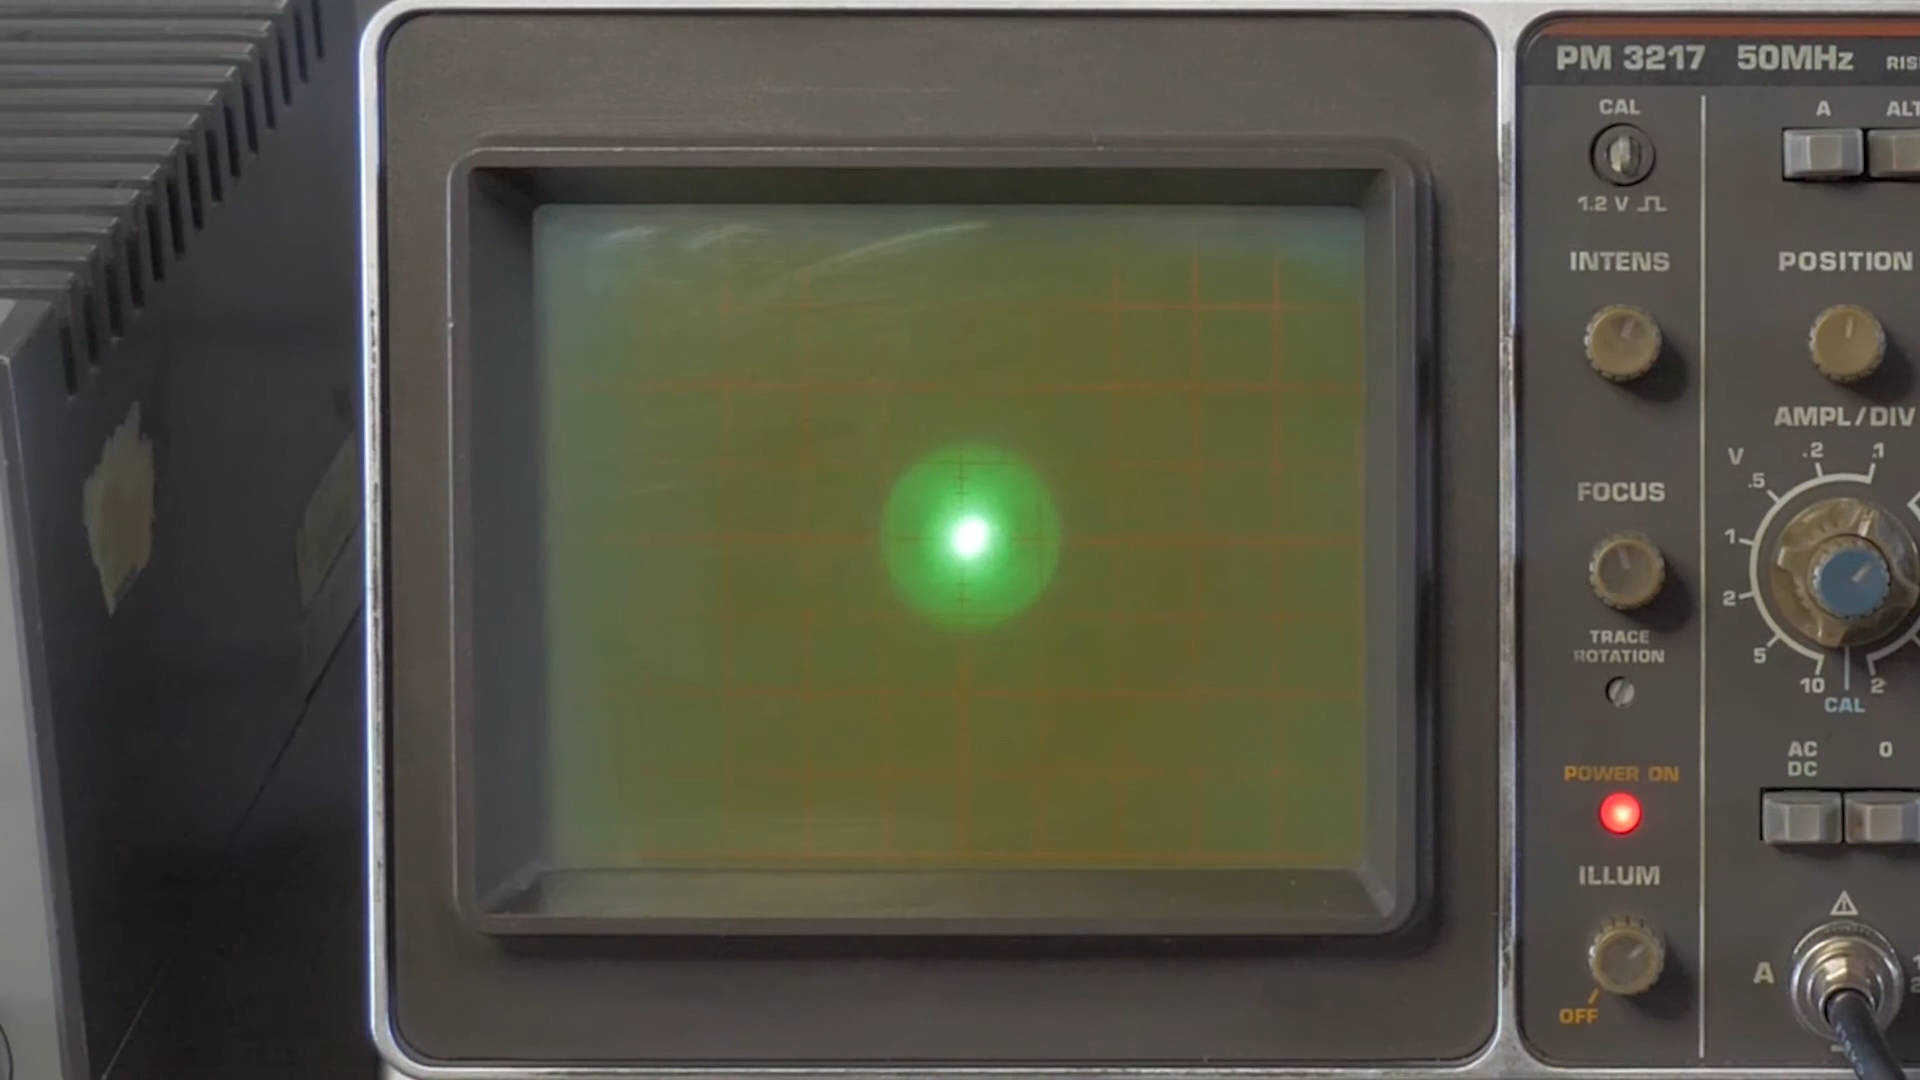 PM 3217 50MHz RIS
CAL
1.2 V
INTENS
FOCUS
TRACE
ROTATION
POWER ON
ILLUM
OFF
A ALT
POSITION
AMPL/DIV
V .5 .2 .1
1
2
5
10 2
CAL
AC 0
DC
A